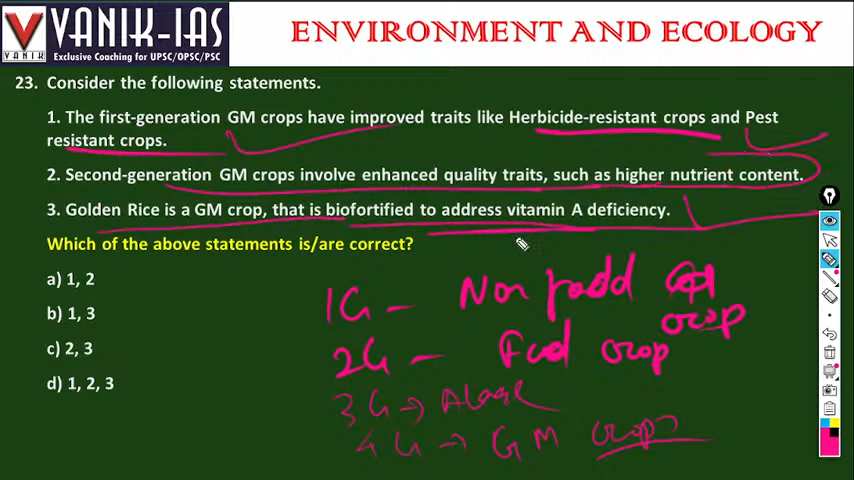 VANIK-IAS
VANIK
Exclusive Coaching for UPSC/OPSC/PSC
ENVIRONMENT AND ECOLOGY
23. Consider the following statements.
1. The first-generation GM crops have improved traits like Herbicide-resistant crops and Pest
resistant crops.
2. Second-generation GM crops involve enhanced quality traits, such as higher nutrient content.
3. Golden Rice is a GM crop, that is biofortified to address vitamin A deficiency.
Which of the above statements is/are correct?
a) 1, 2
b) 1, 3
c) 2, 3
d) 1, 2, 3
1G - Non
crop
2G - Food crop
3G → Algae
4G → GM crops